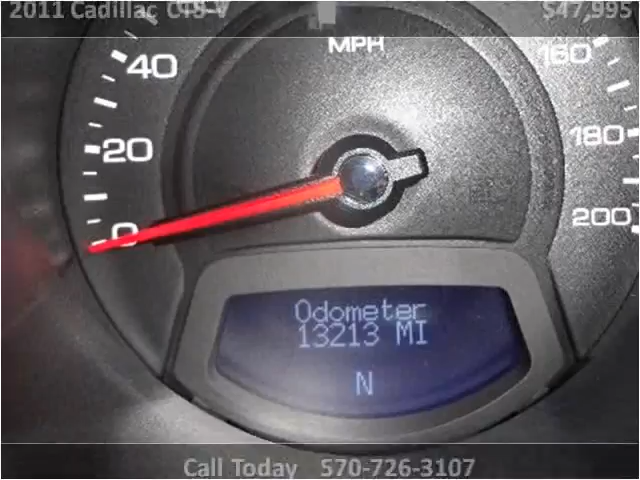 2011 Cadillac CTS-V $47,995
MPH
40
160
20
180
0
200
Odometer
13213 MI
N
Call Today 570-726-3107